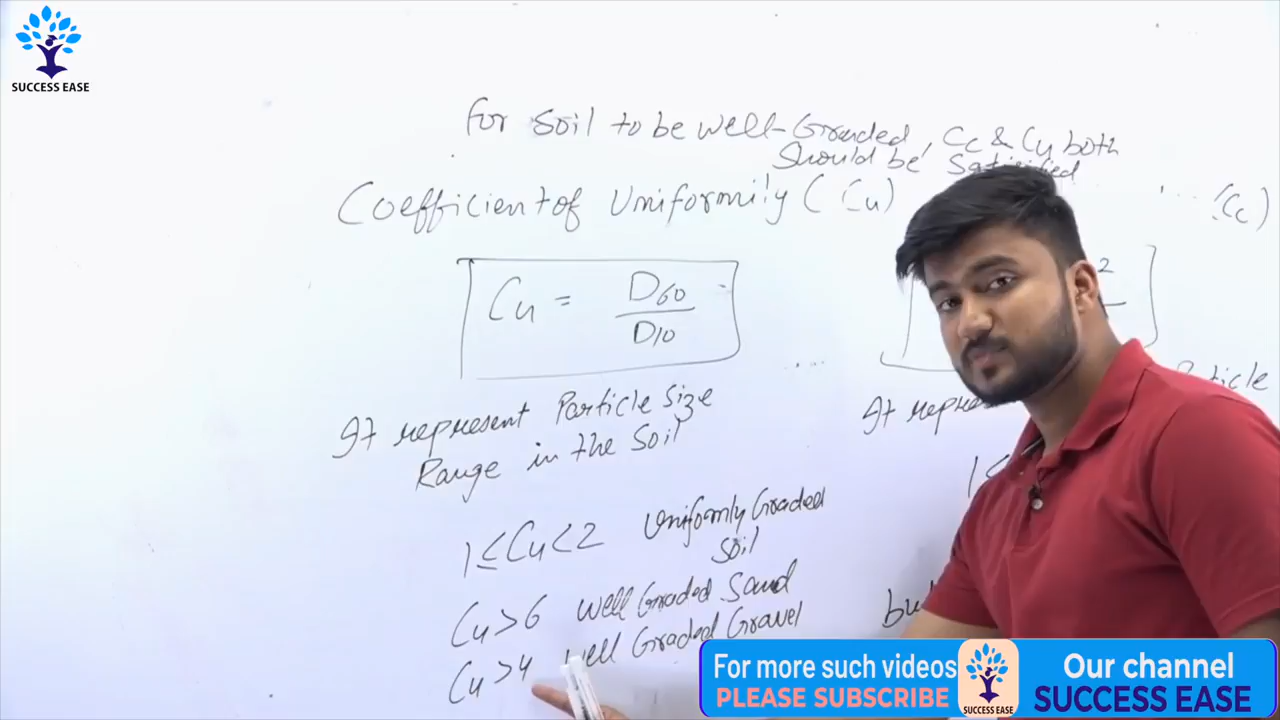 SUCCESS EASE
For Soil to be well-Graded, Cc & Cu both
Should be Satisified
Coefficient of Uniformity (Cu)
(Cc)
Cu = D60 / D10
2
It represent Particle Size
Range in the Soil
It represe
Particle
1 ≤ Cu < 2 Uniformly Graded
Soil
1 ≤
Cu > 6 well Graded Sand
Cu > 4 well Graded Gravel
For more such videos
PLEASE SUBSCRIBE
SUCCESS EASE
Our channel
SUCCESS EASE